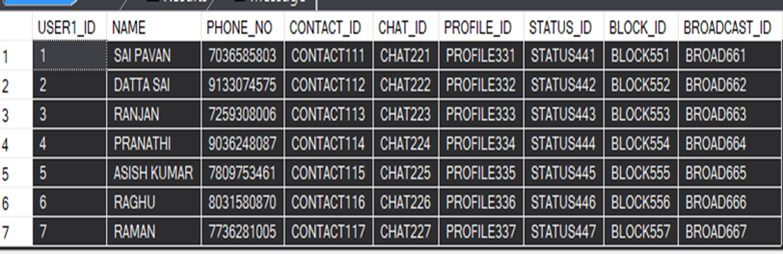 Results Message
USER1_ID NAME PHONE_NO CONTACT_ID CHAT_ID PROFILE_ID STATUS_ID BLOCK_ID BROADCAST_ID
1 1 SAI PAVAN 7036585803 CONTACT111 CHAT221 PROFILE331 STATUS441 BLOCK551 BROAD661
2 2 DATTA SAI 9133074575 CONTACT112 CHAT222 PROFILE332 STATUS442 BLOCK552 BROAD662
3 3 RANJAN 7259308006 CONTACT113 CHAT223 PROFILE333 STATUS443 BLOCK553 BROAD663
4 4 PRANATHI 9036248087 CONTACT114 CHAT224 PROFILE334 STATUS444 BLOCK554 BROAD664
5 5 ASISH KUMAR 7809753461 CONTACT115 CHAT225 PROFILE335 STATUS445 BLOCK555 BROAD665
6 6 RAGHU 8031580870 CONTACT116 CHAT226 PROFILE336 STATUS446 BLOCK556 BROAD666
7 7 RAMAN 7736281005 CONTACT117 CHAT227 PROFILE337 STATUS447 BLOCK557 BROAD667